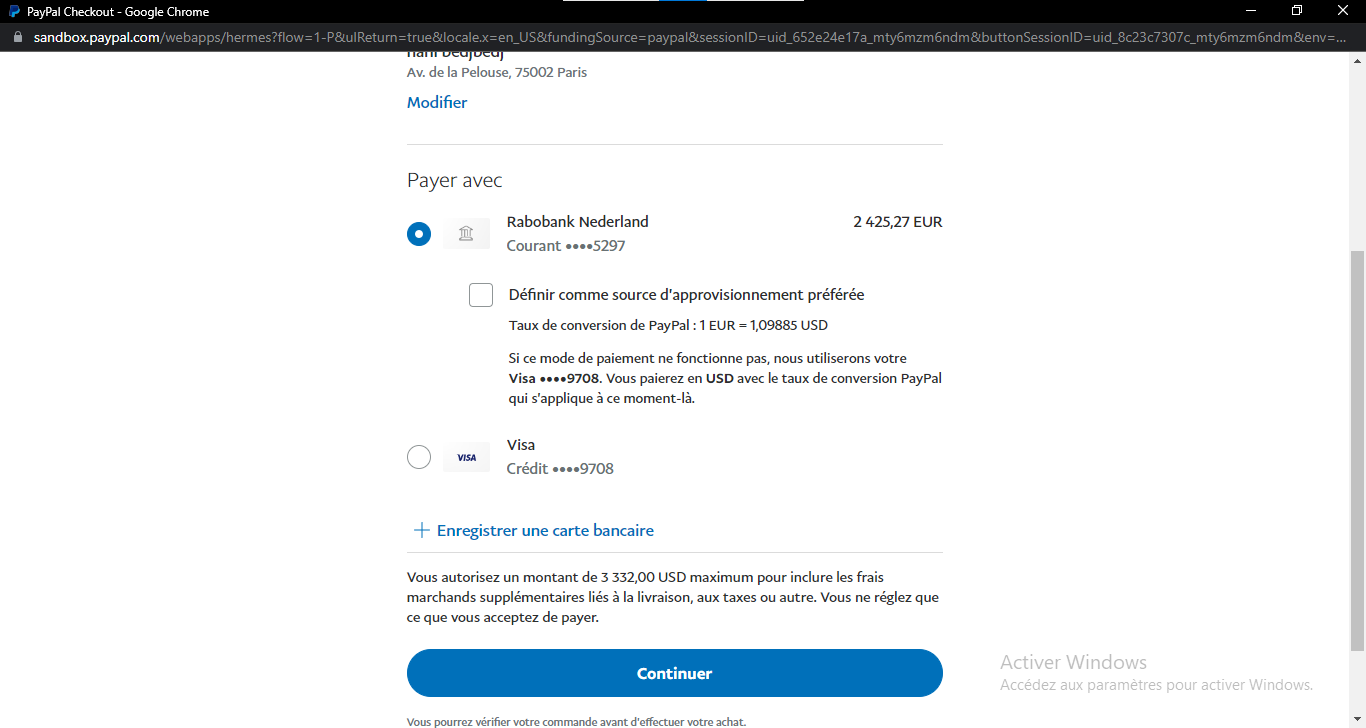 PayPal Checkout - Google Chrome
sandbox.paypal.com/webapps/hermes?flow=1-P&ulReturn=true&locale.x=en_US&fundingSource=paypal&sessionID=uid_652e24e17a_mty6mzm6ndm&buttonSessionID=uid_8c23c7307c_mty6mzm6ndm&env=...
Av. de la Pelouse, 75002 Paris
Modifier
Payer avec
Rabobank Nederland 2 425,27 EUR
Courant ••••5297
Définir comme source d'approvisionnement préférée
Taux de conversion de PayPal : 1 EUR = 1,09885 USD
Si ce mode de paiement ne fonctionne pas, nous utiliserons votre
Visa ••••9708. Vous paierez en USD avec le taux de conversion PayPal
qui s'applique à ce moment-là.
VISA
Visa
Crédit ••••9708
Enregistrer une carte bancaire
Vous autorisez un montant de 3 332,00 USD maximum pour inclure les frais
marchands supplémentaires liés à la livraison, aux taxes ou autre. Vous ne réglez que
ce que vous acceptez de payer.
Continuer
Activer Windows
Accédez aux paramètres pour activer Windows.
Vous pourrez vérifier votre commande avant d'effectuer votre achat.